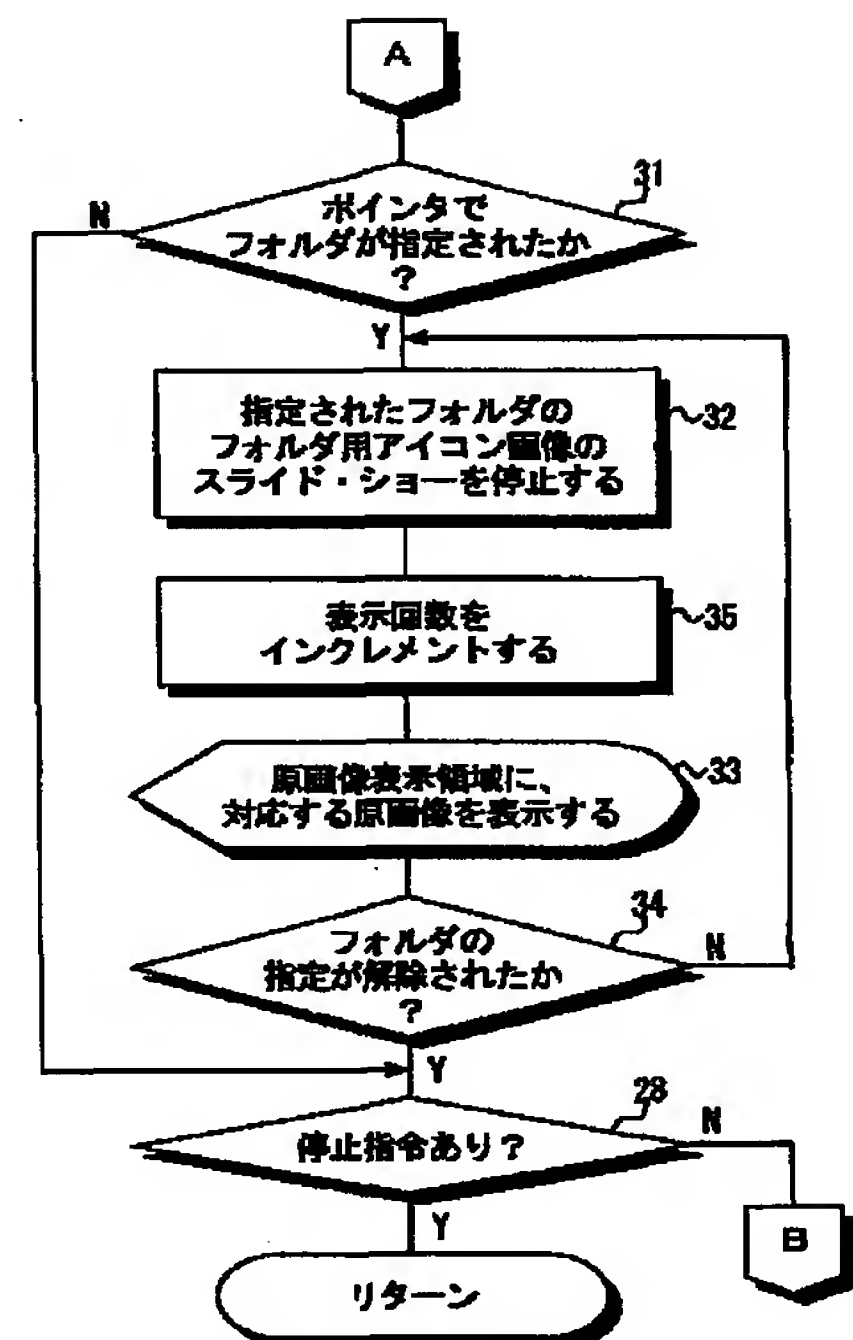 A
31
N
ポインタで
フォルダが指定されたか
?
Y
指定されたフォルダの
フォルダ用アイコン画像の
スライド・ショーを停止する
32
表示回数を
インクレメントする
35
原画像表示領域に、
対応する原画像を表示する
33
34
フォルダの
指定が解除されたか
?
N
Y
28
停止指令あり?
N
Y
B
リターン